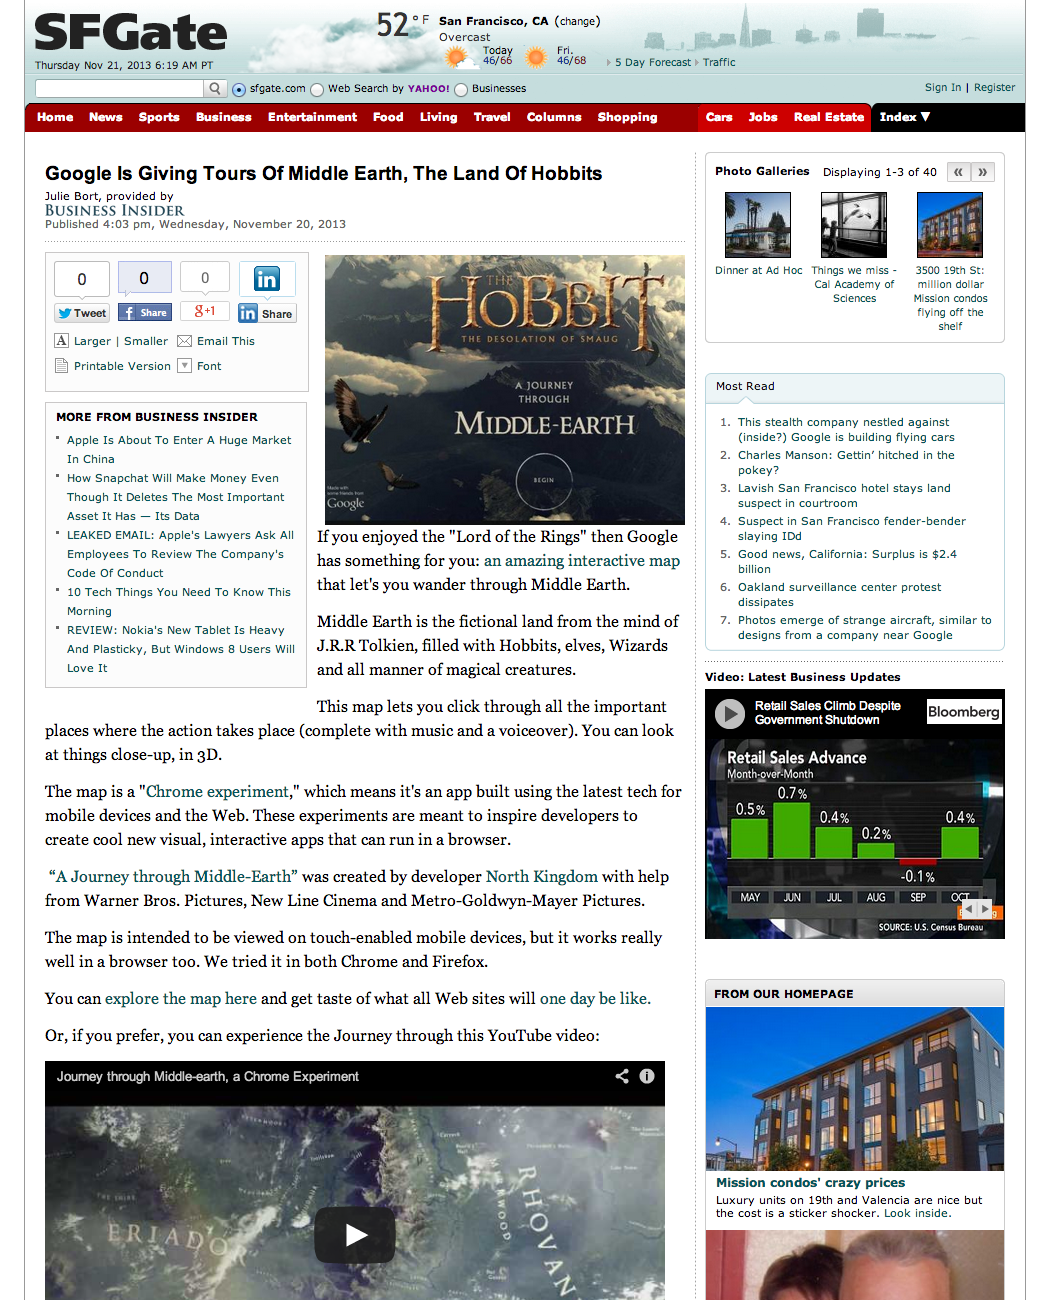 SFGate
Thursday Nov 21, 2013 6:19 AM PT
52° F
San Francisco, CA (change)
Overcast
Today
46/66
Fri.
46/68
5 Day Forecast
Traffic
sfgate.com
Web Search by YAHOO!
Businesses
Sign In | Register
Home News Sports Business Entertainment Food Living Travel Columns Shopping Cars Jobs Real Estate Index ▼
Google Is Giving Tours Of Middle Earth, The Land Of Hobbits
Julie Bort, provided by
BUSINESS INSIDER
Published 4:03 pm, Wednesday, November 20, 2013
0 0 0 in
Tweet f Share g+1 in Share
A Larger | Smaller Email This
Printable Version Font
MORE FROM BUSINESS INSIDER
Apple Is About To Enter A Huge Market
In China
How Snapchat Will Make Money Even
Though It Deletes The Most Important
Asset It Has — Its Data
LEAKED EMAIL: Apple's Lawyers Ask All
Employees To Review The Company's
Code Of Conduct
10 Tech Things You Need To Know This
Morning
REVIEW: Nokia's New Tablet Is Heavy
And Plasticky, But Windows 8 Users Will
Love It
THE
HOBBIT
THE DESOLATION OF SMAUG
A JOURNEY
THROUGH
MIDDLE-EARTH
BEGIN
Made with
some friends from
Google
If you enjoyed the "Lord of the Rings" then Google
has something for you: an amazing interactive map
that let's you wander through Middle Earth.
Middle Earth is the fictional land from the mind of
J.R.R Tolkien, filled with Hobbits, elves, Wizards
and all manner of magical creatures.
This map lets you click through all the important
places where the action takes place (complete with music and a voiceover). You can look
at things close-up, in 3D.
The map is a "Chrome experiment," which means it's an app built using the latest tech for
mobile devices and the Web. These experiments are meant to inspire developers to
create cool new visual, interactive apps that can run in a browser.
“A Journey through Middle-Earth” was created by developer North Kingdom with help
from Warner Bros. Pictures, New Line Cinema and Metro-Goldwyn-Mayer Pictures.
The map is intended to be viewed on touch-enabled mobile devices, but it works really
well in a browser too. We tried it in both Chrome and Firefox.
You can explore the map here and get taste of what all Web sites will one day be like.
Or, if you prefer, you can experience the Journey through this YouTube video:
Journey through Middle-earth, a Chrome Experiment
THE SHIRE
ERIADOR
MIRKWOOD
RHOVAN
Photo Galleries Displaying 1-3 of 40 « »
Dinner at Ad Hoc
Things we miss -
Cal Academy of
Sciences
3500 19th St:
million dollar
Mission condos
flying off the
shelf
Most Read
1. This stealth company nestled against
(inside?) Google is building flying cars
2. Charles Manson: Gettin’ hitched in the
pokey?
3. Lavish San Francisco hotel stays land
suspect in courtroom
4. Suspect in San Francisco fender-bender
slaying IDd
5. Good news, California: Surplus is $2.4
billion
6. Oakland surveillance center protest
dissipates
7. Photos emerge of strange aircraft, similar to
designs from a company near Google
Video: Latest Business Updates
Retail Sales Climb Despite
Government Shutdown
Bloomberg
Retail Sales Advance
Month-over-Month
0.5% 0.7% 0.4% 0.2% -0.1% 0.4%
MAY JUN JUL AUG SEP OCT
SOURCE: U.S. Census Bureau
FROM OUR HOMEPAGE
Mission condos' crazy prices
Luxury units on 19th and Valencia are nice but
the cost is a sticker shocker. Look inside.